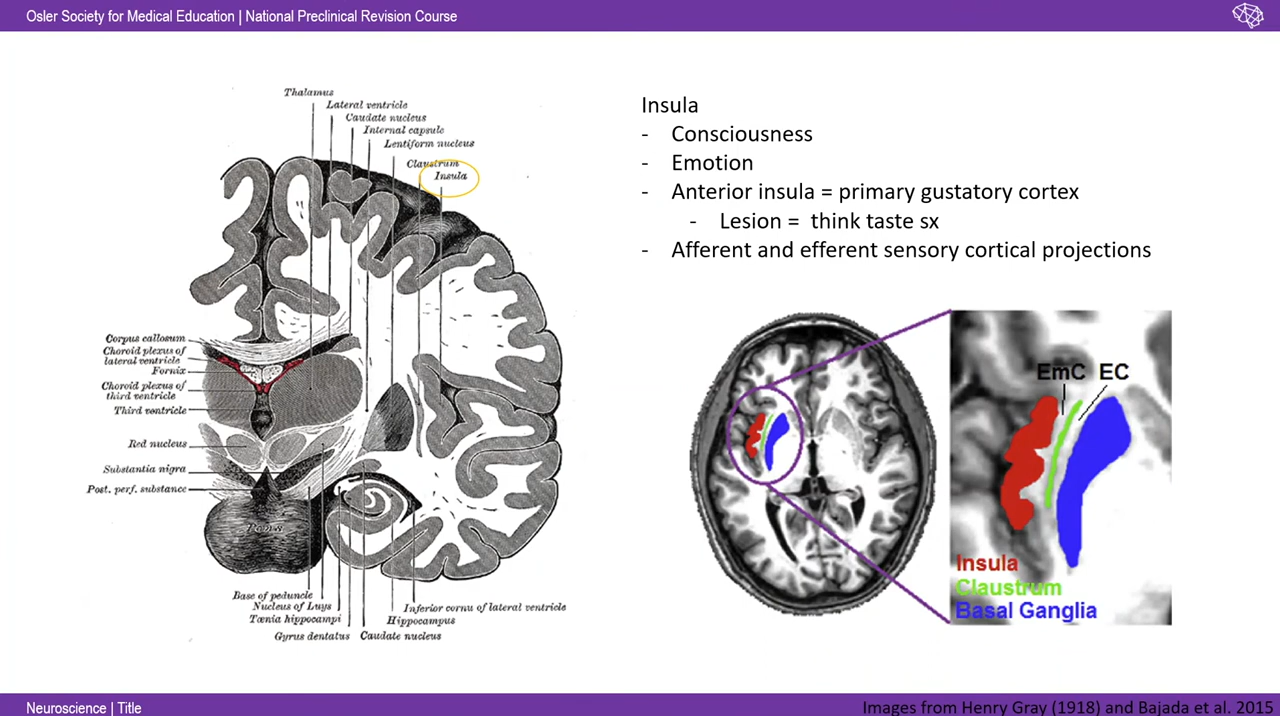 Osler Society for Medical Education | National Preclinical Revision Course
Thalamus
Lateral ventricle
Caudate nucleus
Internal capsule
Lentiform nucleus
Claustrum
Insula
Corpus callosum
Choroid plexus of
lateral ventricle
Fornix
Choroid plexus of
third ventricle
Third ventricle
Red nucleus
Substantia nigra
Post. perf. substance
Pons
Base of peduncle
Nucleus of Luys
Tænia hippocampi
Gyrus dentatus
Inferior cornu of lateral ventricle
Hippocampus
Caudate nucleus
Insula
- Consciousness
- Emotion
- Anterior insula = primary gustatory cortex
- Lesion = think taste sx
- Afferent and efferent sensory cortical projections
EmC EC
Insula
Claustrum
Basal Ganglia
Neuroscience | Title
Images from Henry Gray (1918) and Bajada et al. 2015